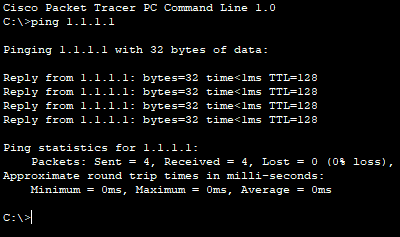 Cisco Packet Tracer PC Command Line 1.0
C:\>ping 1.1.1.1
Pinging 1.1.1.1 with 32 bytes of data:
Reply from 1.1.1.1: bytes=32 time<1ms TTL=128
Reply from 1.1.1.1: bytes=32 time<1ms TTL=128
Reply from 1.1.1.1: bytes=32 time<1ms TTL=128
Reply from 1.1.1.1: bytes=32 time<1ms TTL=128
Ping statistics for 1.1.1.1:
Packets: Sent = 4, Received = 4, Lost = 0 (0% loss),
Approximate round trip times in milli-seconds:
Minimum = 0ms, Maximum = 0ms, Average = 0ms
C:\>